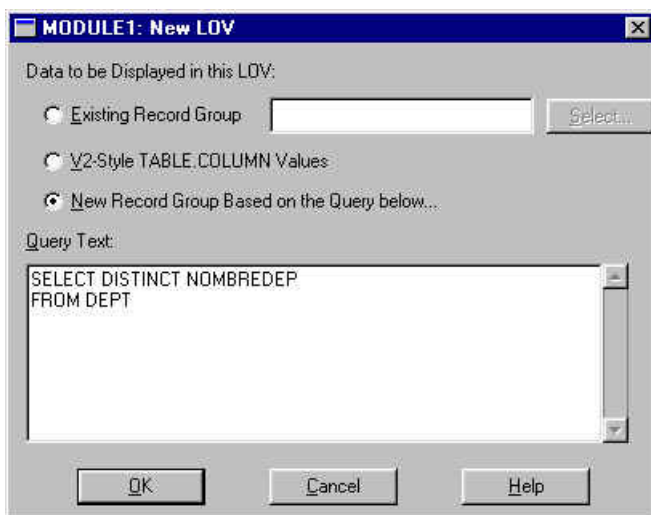 MODULE1: New LOV
Data to be Displayed in this LOV:
Existing Record Group
Select...
V2-Style TABLE.COLUMN Values
New Record Group Based on the Query below...
Query Text:
SELECT DISTINCT NOMBREDEP
FROM DEPT
OK
Cancel
Help